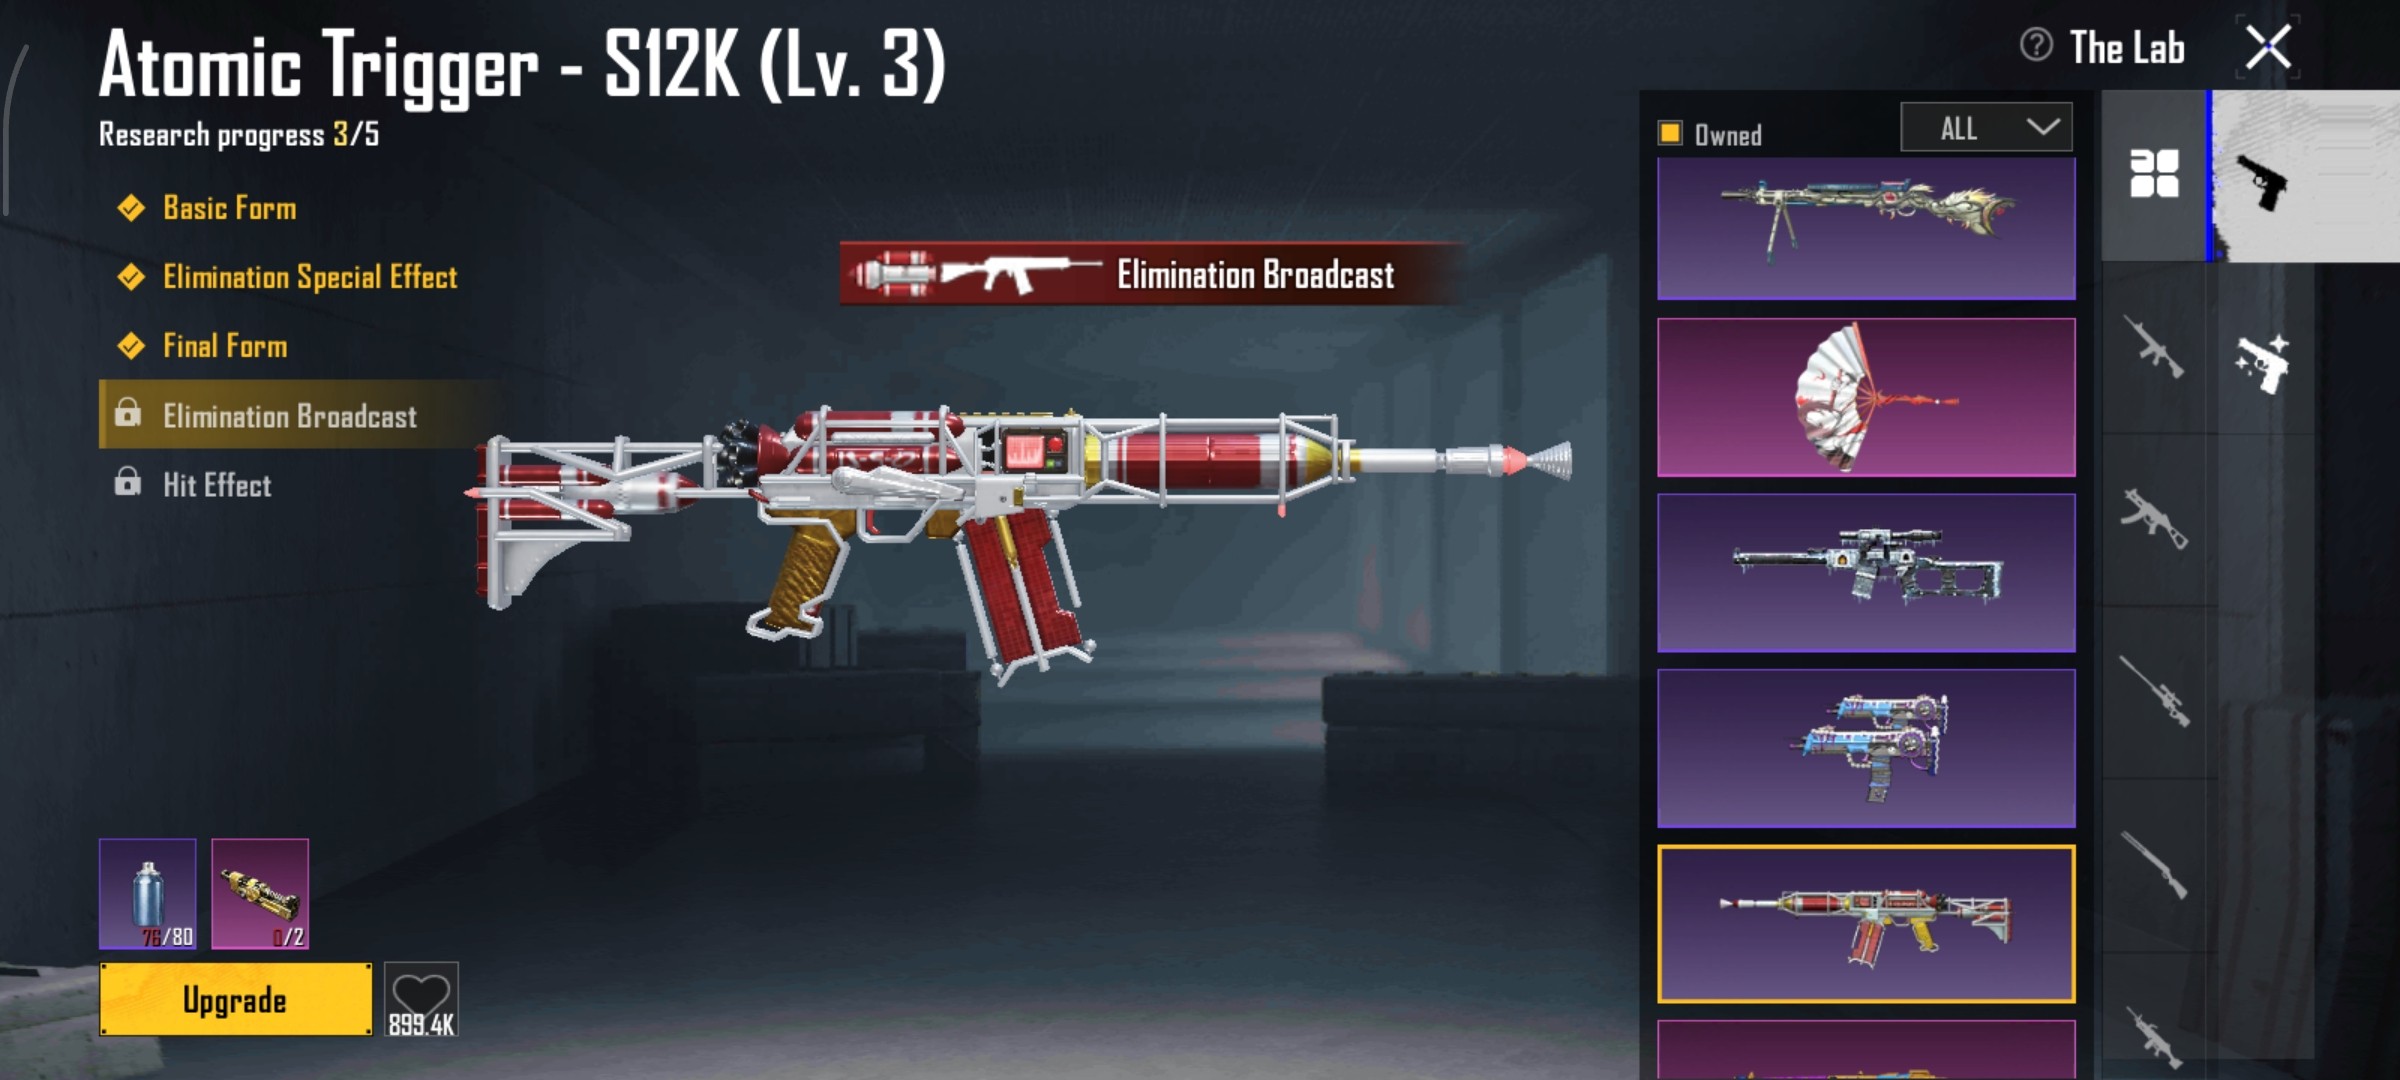 Atomic Trigger - S12K (Lv. 3)
Research progress 3/5
Basic Form
Elimination Special Effect
Final Form
Elimination Broadcast
Hit Effect
76/80
0/2
Upgrade
899.4K
Elimination Broadcast
? The Lab
Owned
ALL